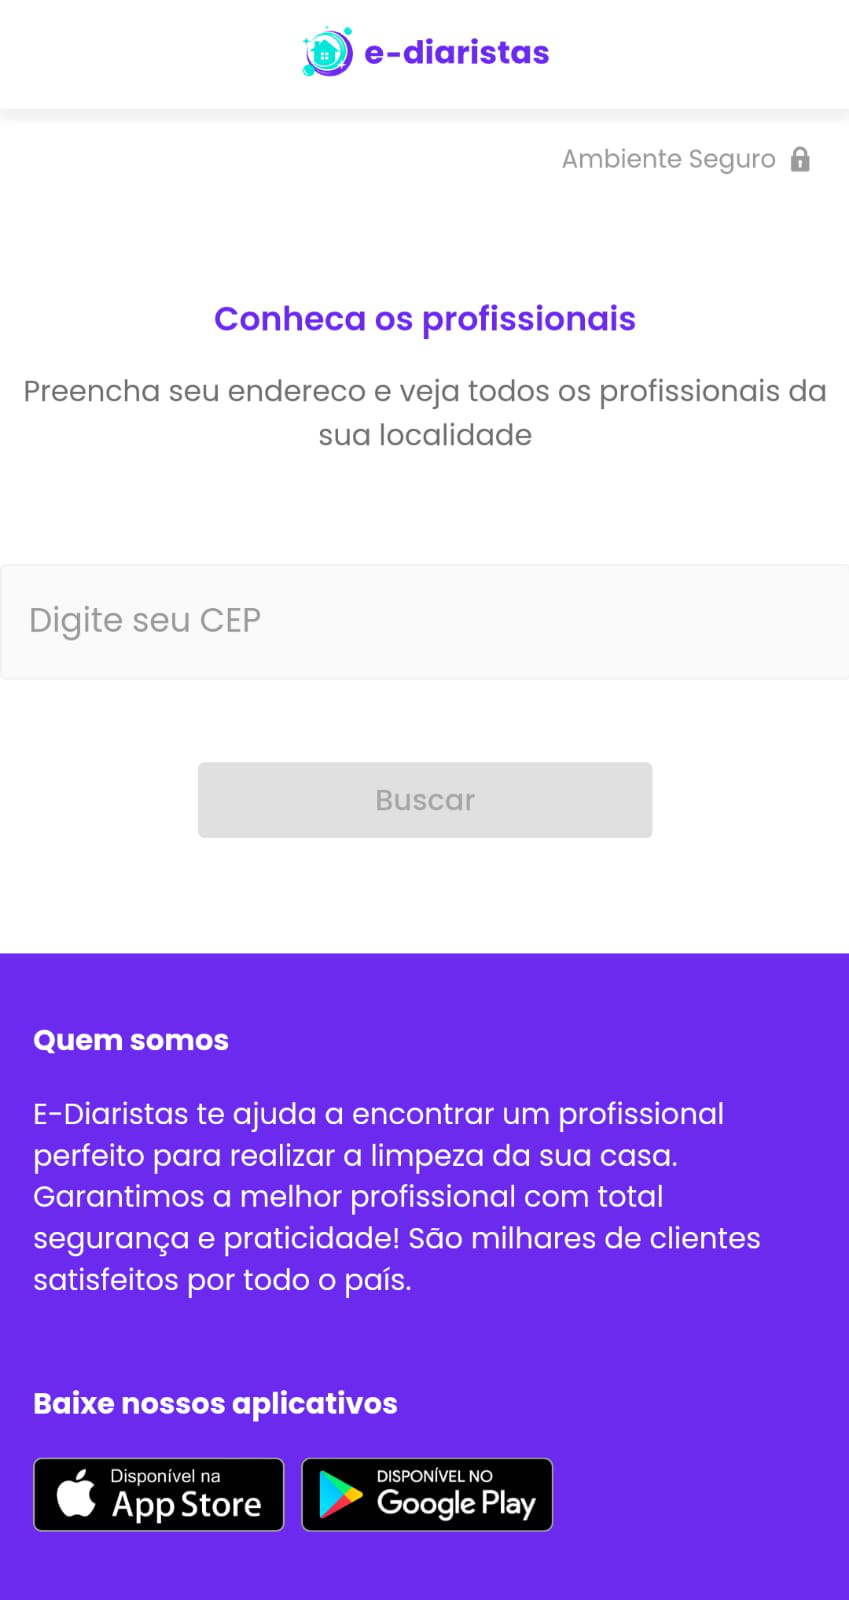 e-diaristas
Ambiente Seguro
Conheca os profissionais
Preencha seu endereco e veja todos os profissionais da
sua localidade
Digite seu CEP
Buscar
Quem somos
E-Diaristas te ajuda a encontrar um profissional
perfeito para realizar a limpeza da sua casa.
Garantimos a melhor profissional com total
segurança e praticidade! São milhares de clientes
satisfeitos por todo o país.
Baixe nossos aplicativos
Disponível na
App Store
DISPONÍVEL NO
Google Play